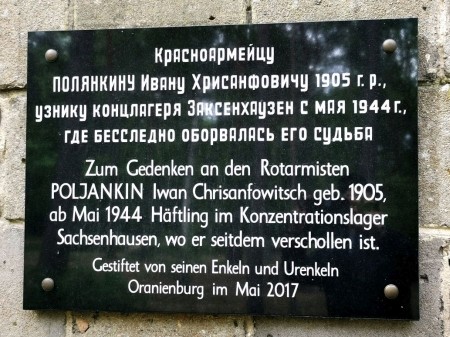 Красноармейцу
ПОЛЯНКИНУ Ивану Хрисанфовичу 1905 г. р.,
узнику концлагеря Заксенхаузен с мая 1944 г.,
где бесследно оборвалась его судьба
Zum Gedenken an den Rotarmisten
POLJANKIN Iwan Chrisanfowitsch geb. 1905,
ab Mai 1944 Häftling im Konzentrationslager
Sachsenhausen, wo er seitdem verschollen ist.
Gestiftet von seinen Enkeln und Urenkeln
Oranienburg im Mai 2017